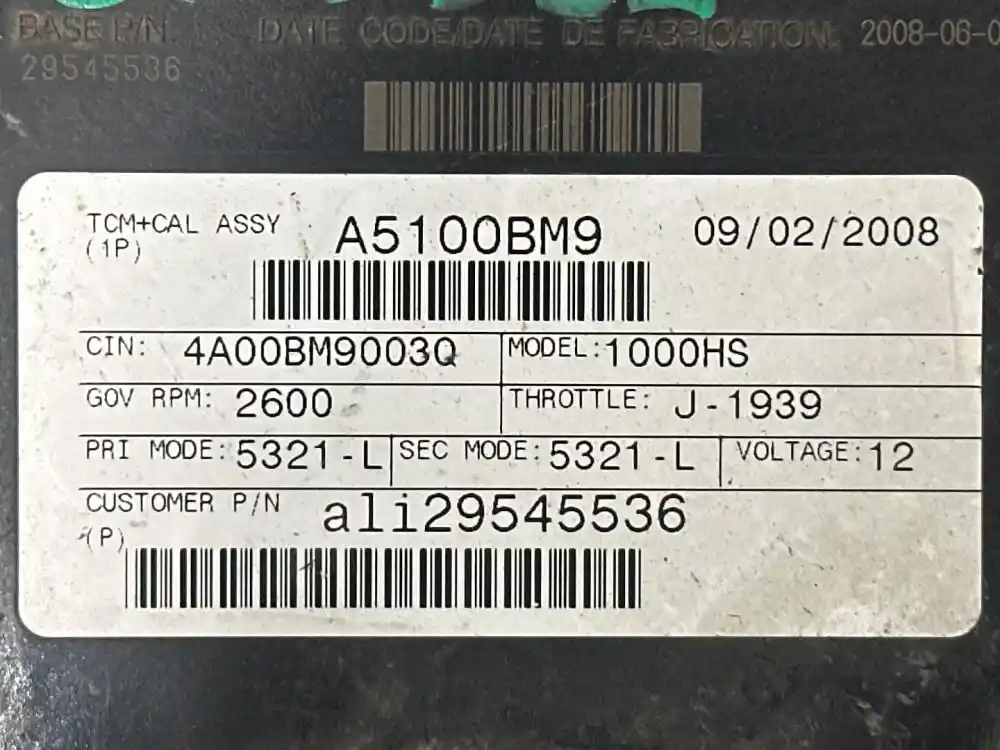 BASE P/N: DATE CODE/DATE DE FABRICATION: 2008-06-0
29545536
TCM+CAL ASSY A5100BM9 09/02/2008
(1P)
CIN: 4A00BM9003Q MODEL: 1000HS
GOV RPM: 2600 THROTTLE: J-1939
PRI MODE: 5321-L SEC MODE: 5321-L VOLTAGE: 12
CUSTOMER P/N ali29545536
(P)